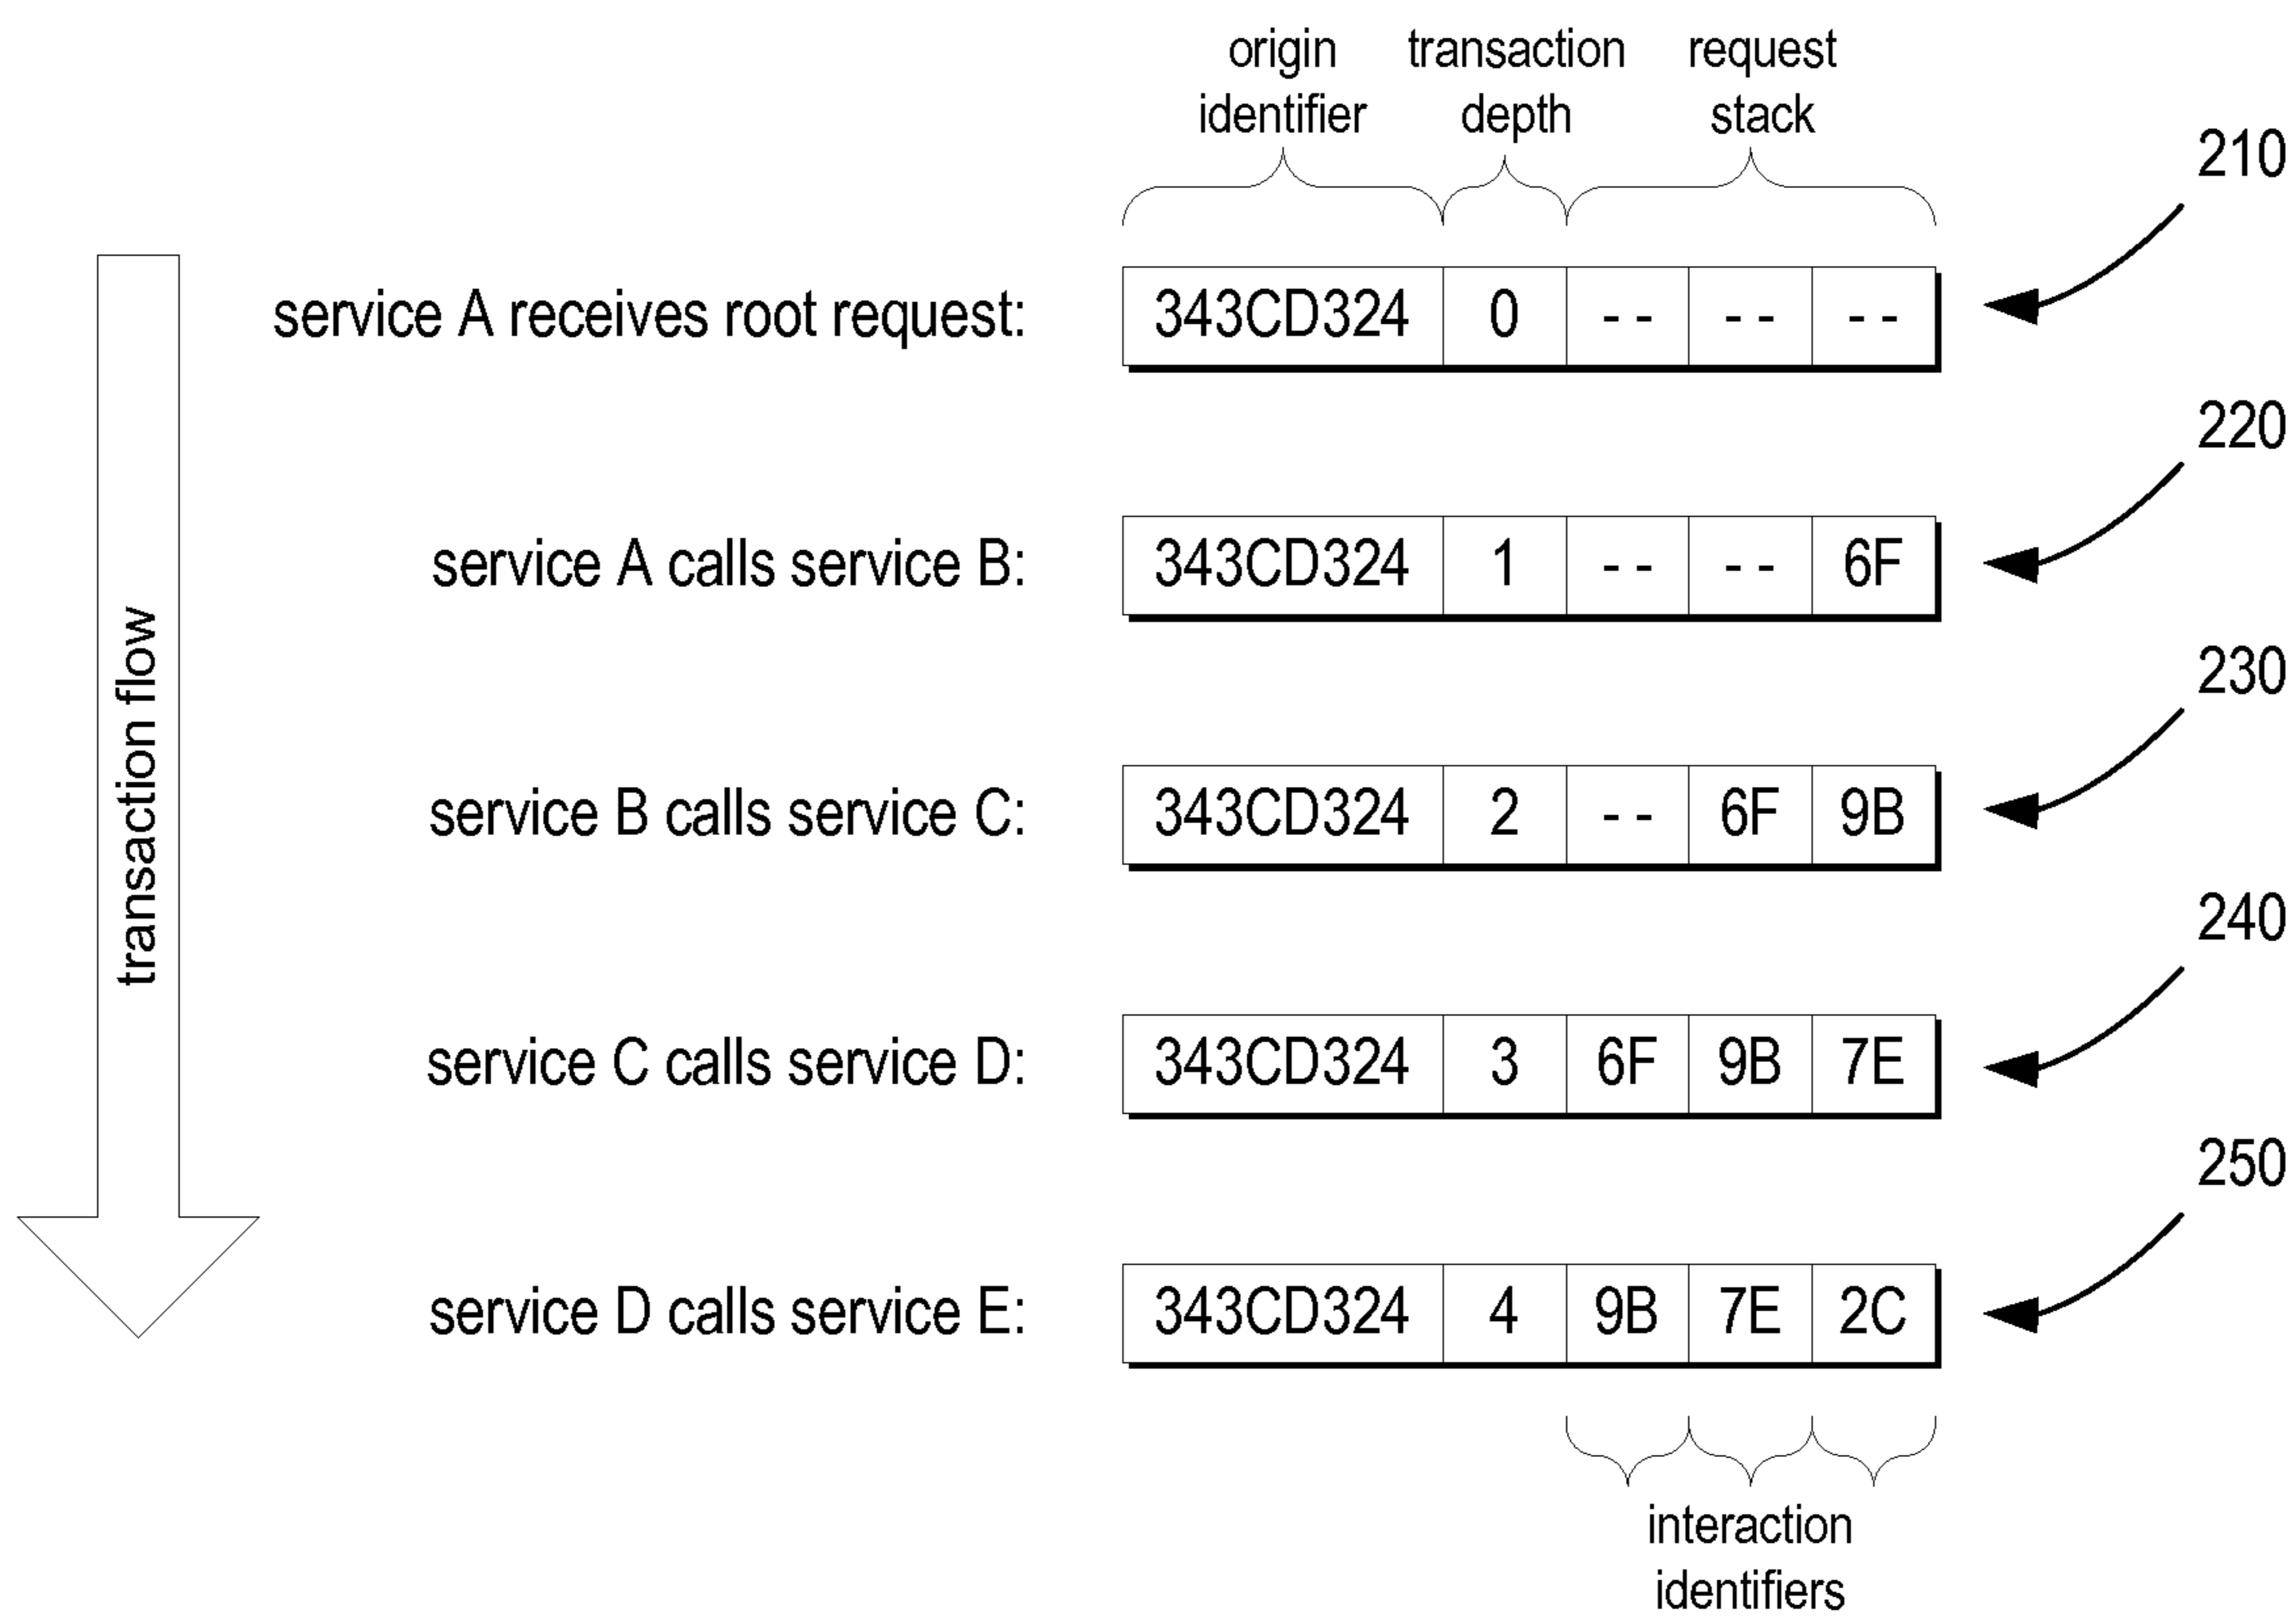 origin transaction request
identifier depth stack
210
service A receives root request: 343CD324 0 -- -- --
220
service A calls service B: 343CD324 1 -- -- 6F
230
service B calls service C: 343CD324 2 -- 6F 9B
240
service C calls service D: 343CD324 3 6F 9B 7E
250
service D calls service E: 343CD324 4 9B 7E 2C
transaction flow
interaction
identifiers